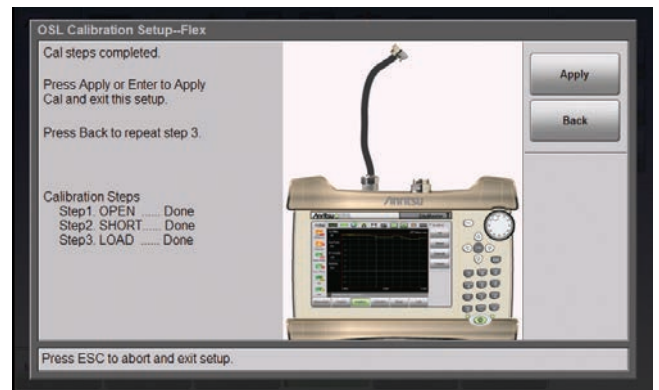 OSL Calibration Setup--Flex
Cal steps completed.
Press Apply or Enter to Apply
Cal and exit this setup.
Press Back to repeat step 3.
Calibration Steps
Step1. OPEN ...... Done
Step2. SHORT ...... Done
Step3. LOAD ...... Done
Apply
Back
Anritsu
Anritsu
Press ESC to abort and exit setup.